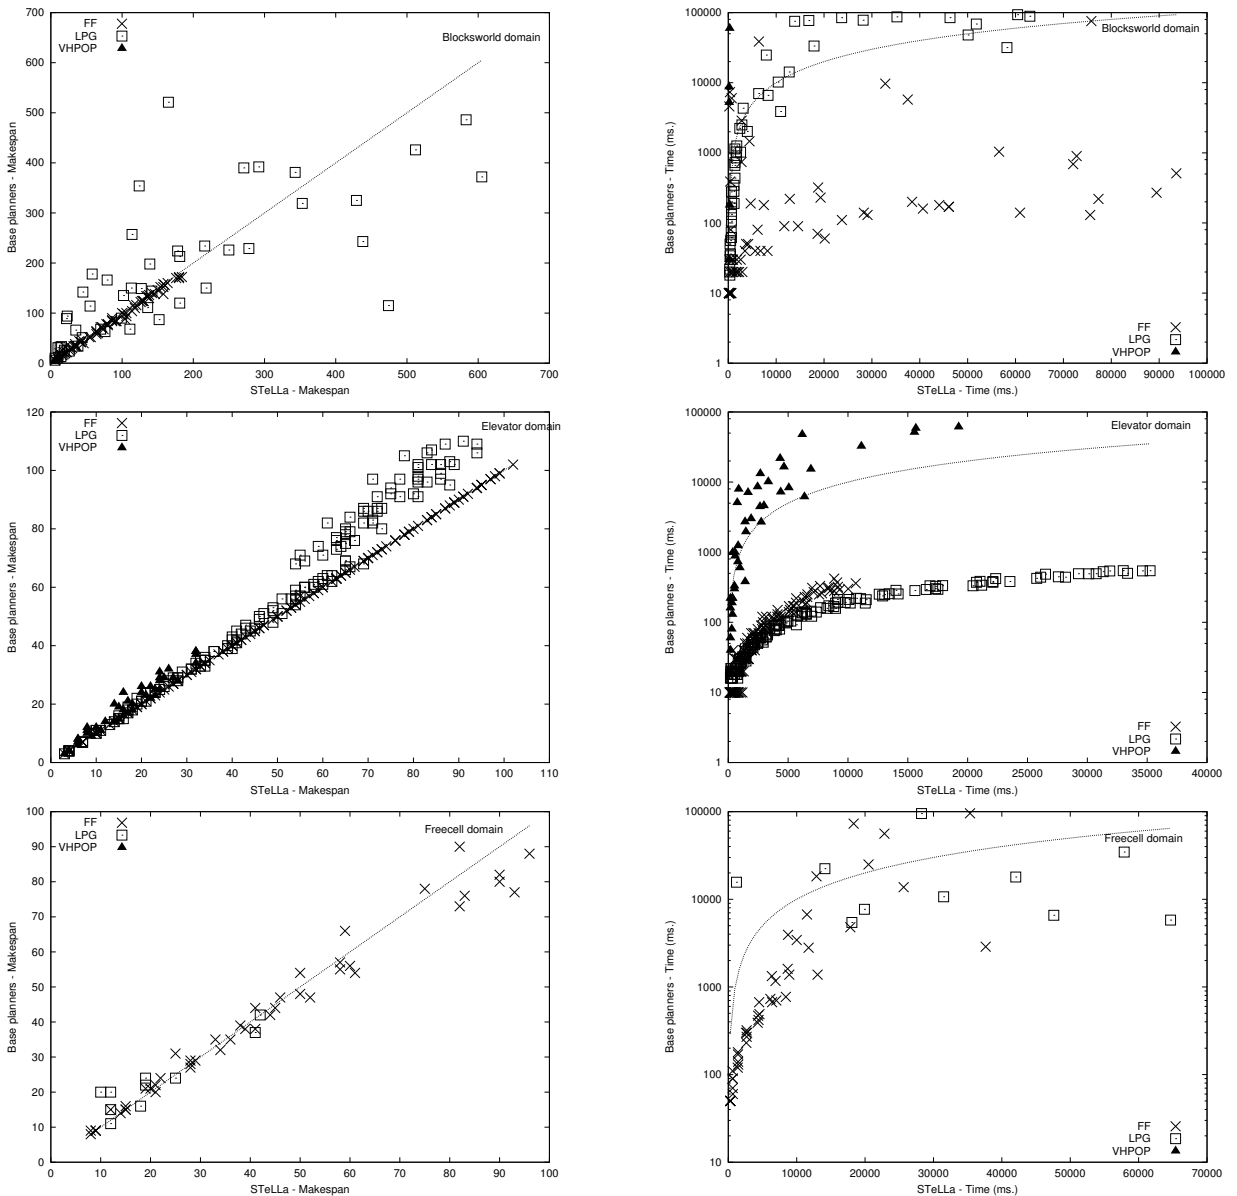 700
600
500
400
300
200
100
0
0 100 200 300 400 500 600 700
Base planners - Makespan
STeLLa - Makespan
FF
LPG
VHPOP
Blocksworld domain
100000
10000
1000
100
10
1
0 10000 20000 30000 40000 50000 60000 70000 80000 90000 100000
Base planners - Time (ms.)
STeLLa - Time (ms.)
Blocksworld domain
FF
LPG
VHPOP
120
100
80
60
40
20
0
0 10 20 30 40 50 60 70 80 90 100 110
Base planners - Makespan
STeLLa - Makespan
FF
LPG
VHPOP
Elevator domain
100000
10000
1000
100
10
1
0 5000 10000 15000 20000 25000 30000 35000 40000
Base planners - Time (ms.)
STeLLa - Time (ms.)
Elevator domain
FF
LPG
VHPOP
100
90
80
70
60
50
40
30
20
10
0
0 10 20 30 40 50 60 70 80 90 100
Base planners - Makespan
STeLLa - Makespan
FF
LPG
VHPOP
Freecell domain
100000
10000
1000
100
10
0 10000 20000 30000 40000 50000 60000 70000
Base planners - Time (ms.)
STeLLa - Time (ms.)
Freecell domain
FF
LPG
VHPOP